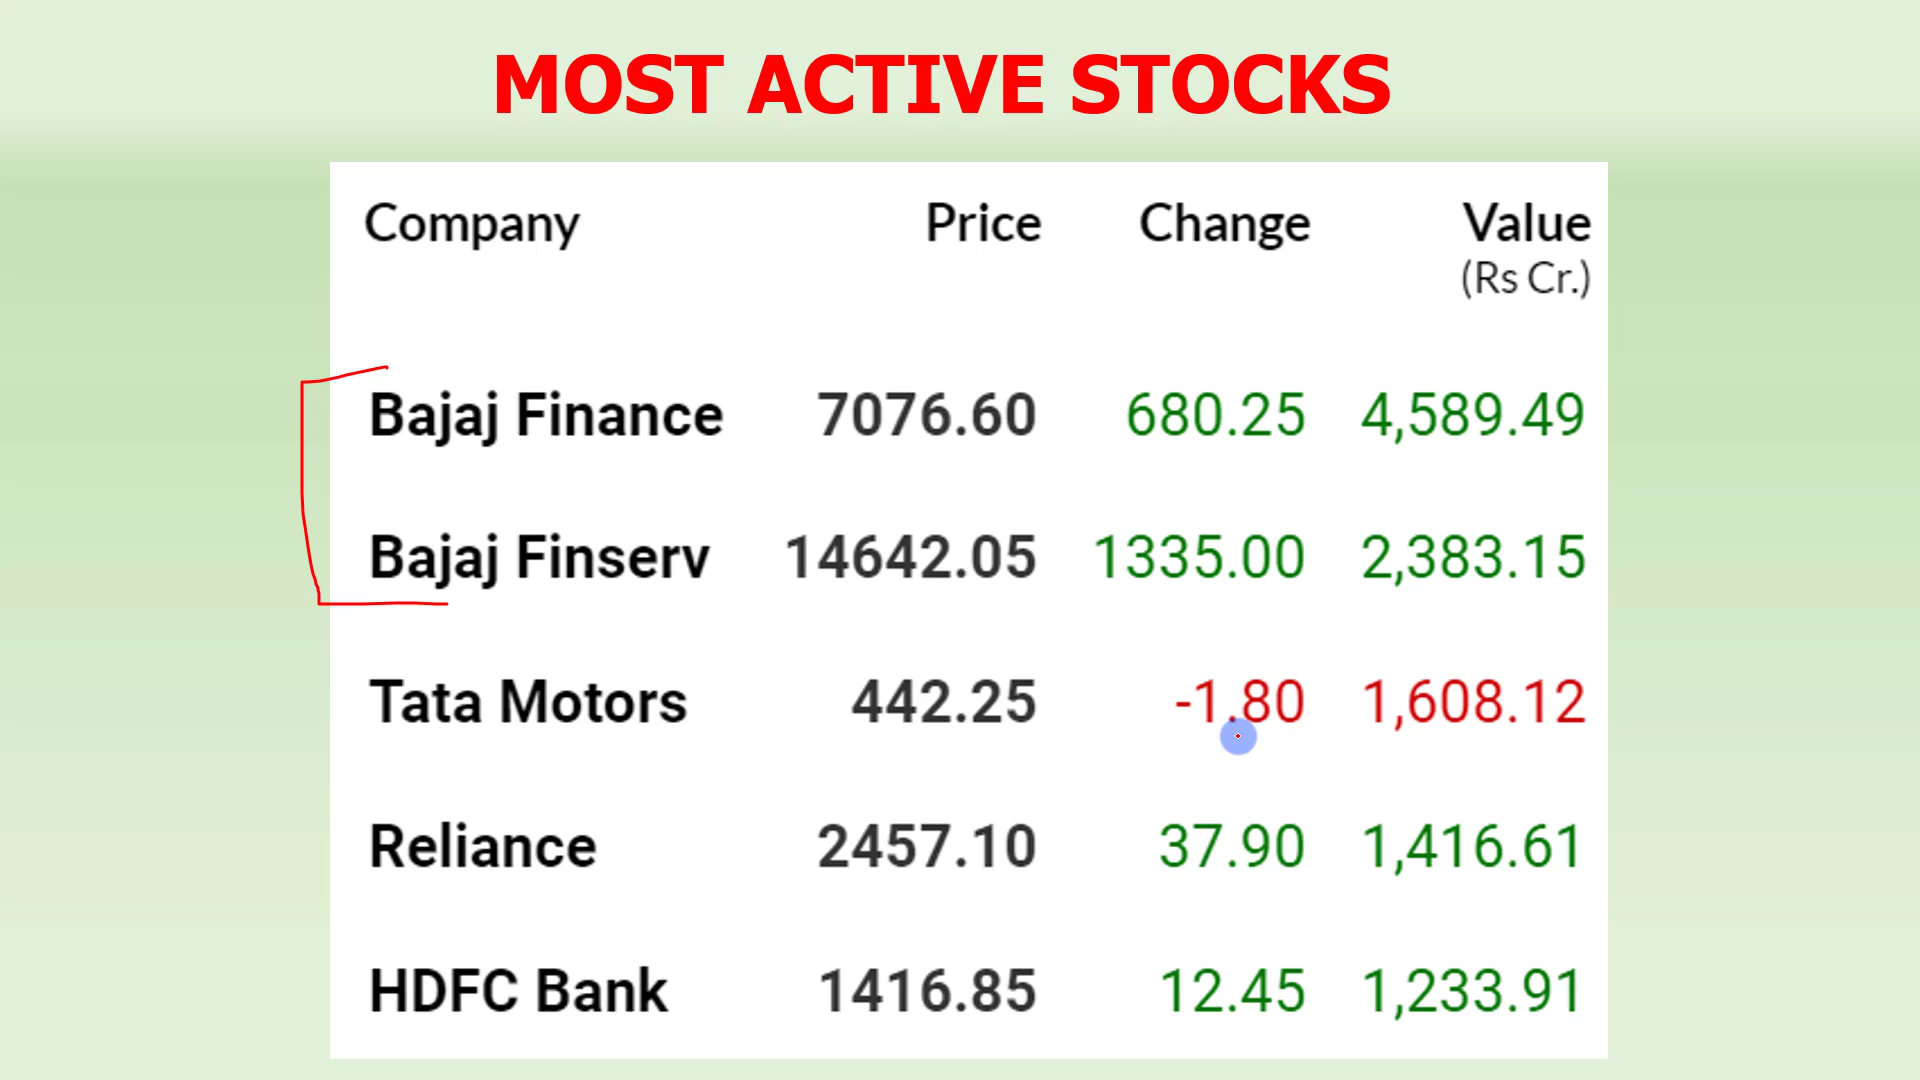 MOST ACTIVE STOCKS
Company Price Change Value
(Rs Cr.)
Bajaj Finance 7076.60 680.25 4,589.49
Bajaj Finserv 14642.05 1335.00 2,383.15
Tata Motors 442.25 -1.80 1,608.12
Reliance 2457.10 37.90 1,416.61
HDFC Bank 1416.85 12.45 1,233.91